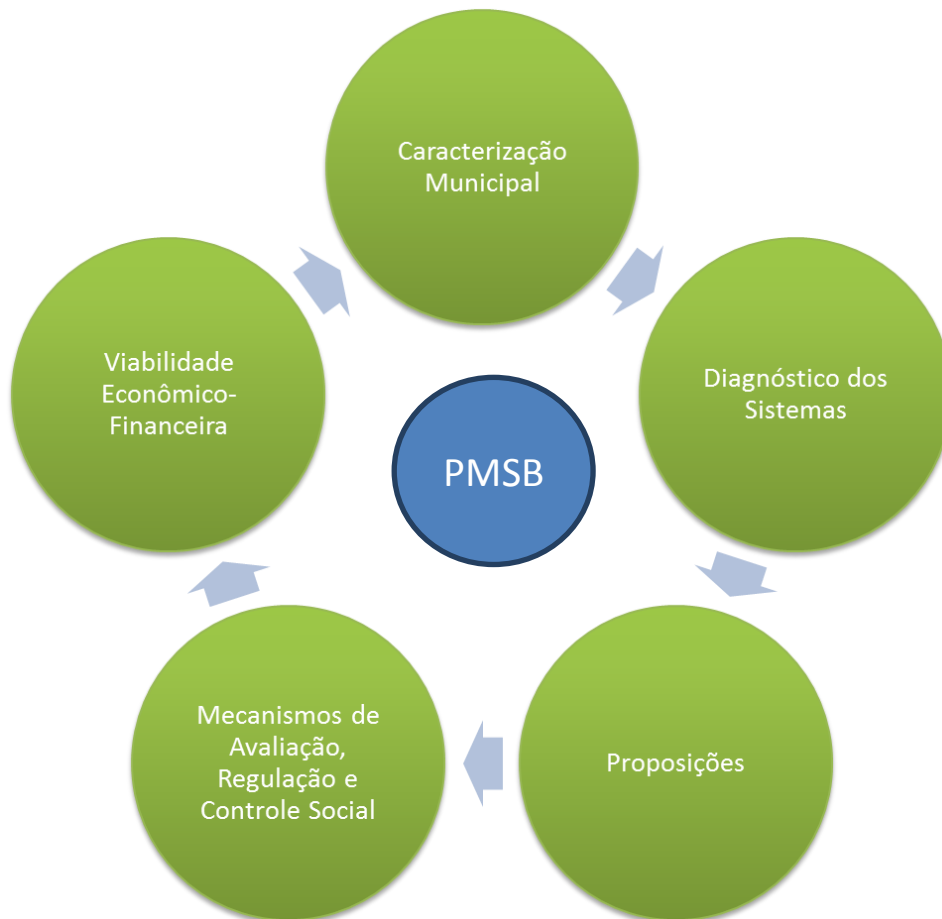 Caracterização
Municipal
Diagnóstico dos
Sistemas
Proposições
Mecanismos de
Avaliação,
Regulação e
Controle Social
Viabilidade
Econômico-
Financeira
PMSB